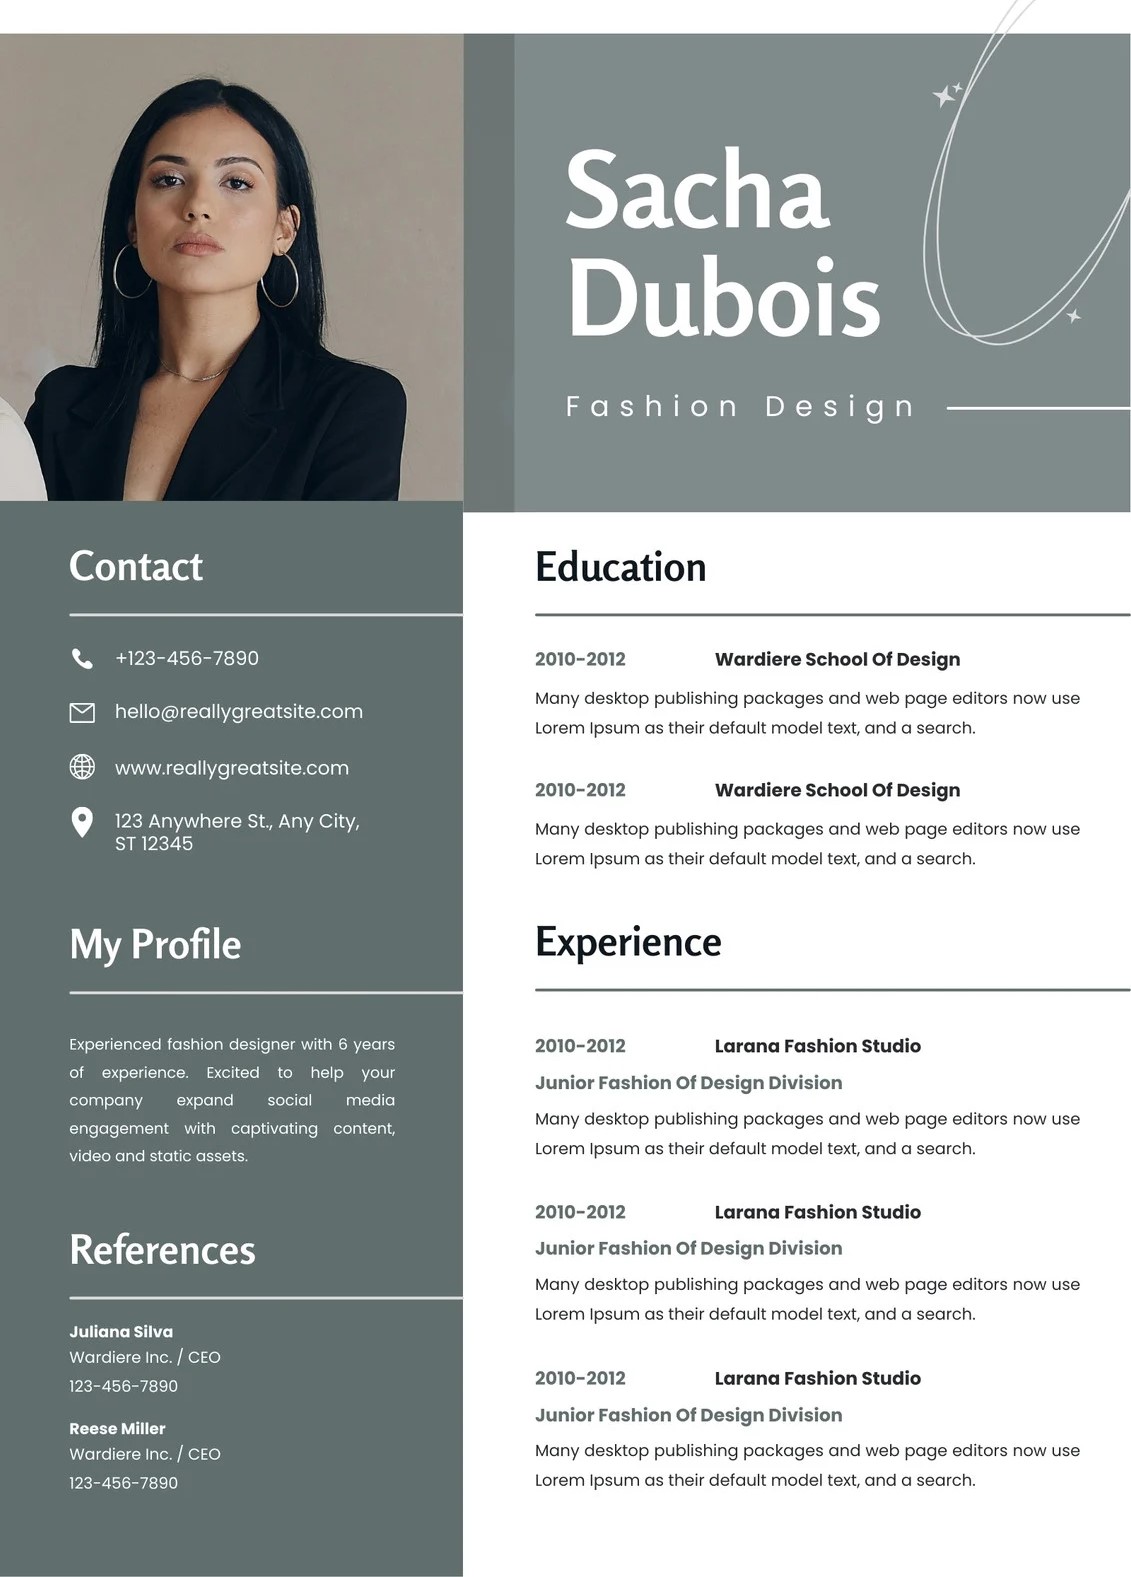 Sacha
Dubois
Fashion Design
Contact
+123-456-7890
hello@reallygreatsite.com
www.reallygreatsite.com
123 Anywhere St., Any City,
ST 12345
My Profile
Experienced fashion designer with 6 years
of experience. Excited to help your
company expand social media
engagement with captivating content,
video and static assets.
References
Juliana Silva
Wardiere Inc. / CEO
123-456-7890
Reese Miller
Wardiere Inc. / CEO
123-456-7890
Education
2010-2012 Wardiere School Of Design
Many desktop publishing packages and web page editors now use
Lorem Ipsum as their default model text, and a search.
2010-2012 Wardiere School Of Design
Many desktop publishing packages and web page editors now use
Lorem Ipsum as their default model text, and a search.
Experience
2010-2012 Larana Fashion Studio
Junior Fashion Of Design Division
Many desktop publishing packages and web page editors now use
Lorem Ipsum as their default model text, and a search.
2010-2012 Larana Fashion Studio
Junior Fashion Of Design Division
Many desktop publishing packages and web page editors now use
Lorem Ipsum as their default model text, and a search.
2010-2012 Larana Fashion Studio
Junior Fashion Of Design Division
Many desktop publishing packages and web page editors now use
Lorem Ipsum as their default model text, and a search.